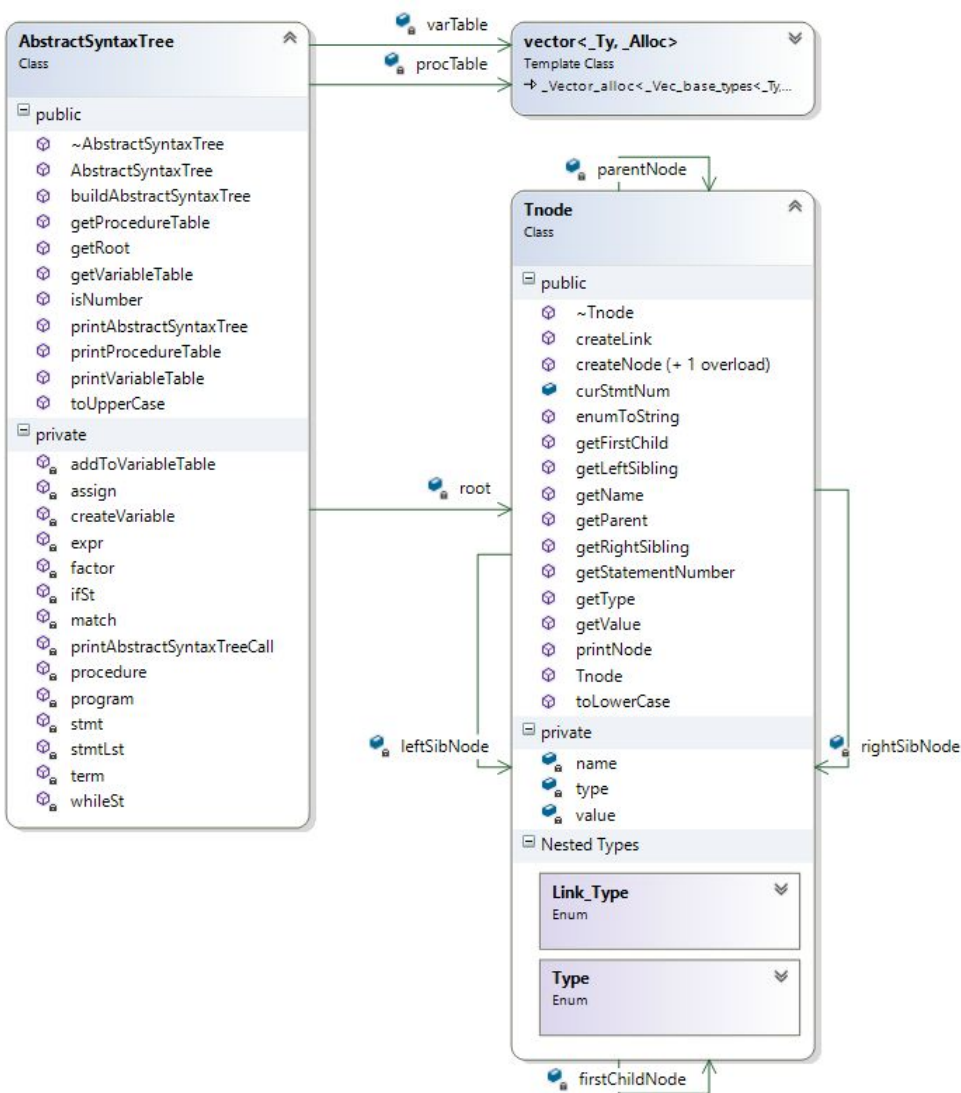 AbstractSyntaxTree
Class
public
~AbstractSyntaxTree
AbstractSyntaxTree
buildAbstractSyntaxTree
getProcedureTable
getRoot
getVariableTable
isNumber
printAbstractSyntaxTree
printProcedureTable
printVariableTable
toUpperCase
private
addToVariableTable
assign
createVariable
expr
factor
ifSt
match
printAbstractSyntaxTreeCall
procedure
program
stmt
stmtLst
term
whileSt
varTable
procTable
vector<_Ty, _Alloc>
Template Class
_Vector_alloc<_Vec_base_types<_Ty,...
parentNode
Tnode
Class
public
~Tnode
createLink
createNode (+ 1 overload)
curStmtNum
enumToString
getFirstChild
getLeftSibling
getName
getParent
getRightSibling
getStatementNumber
getType
getValue
printNode
Tnode
toLowerCase
private
name
type
value
Nested Types
Link_Type
Enum
Type
Enum
root
leftSibNode
rightSibNode
firstChildNode